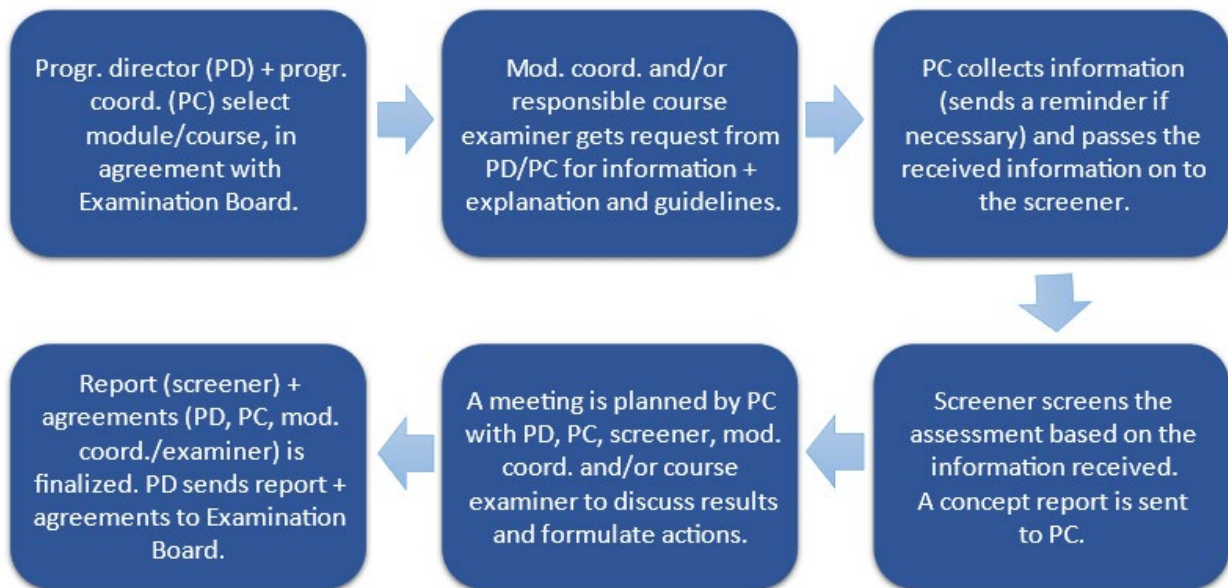 Progr. director (PD) + progr.
coord. (PC) select
module/course, in
agreement with
Examination Board.
Mod. coord. and/or
responsible course
examiner gets request from
PD/PC for information +
explanation and guidelines.
PC collects information
(sends a reminder if
necessary) and passes the
received information on to
the screener.
Screener screens the
assessment based on the
information received.
A concept report is sent
to PC.
A meeting is planned by PC
with PD, PC, screener, mod.
coord. and/or course
examiner to discuss results
and formulate actions.
Report (screener) +
agreements (PD, PC, mod.
coord./examiner) is
finalized. PD sends report +
agreements to Examination
Board.